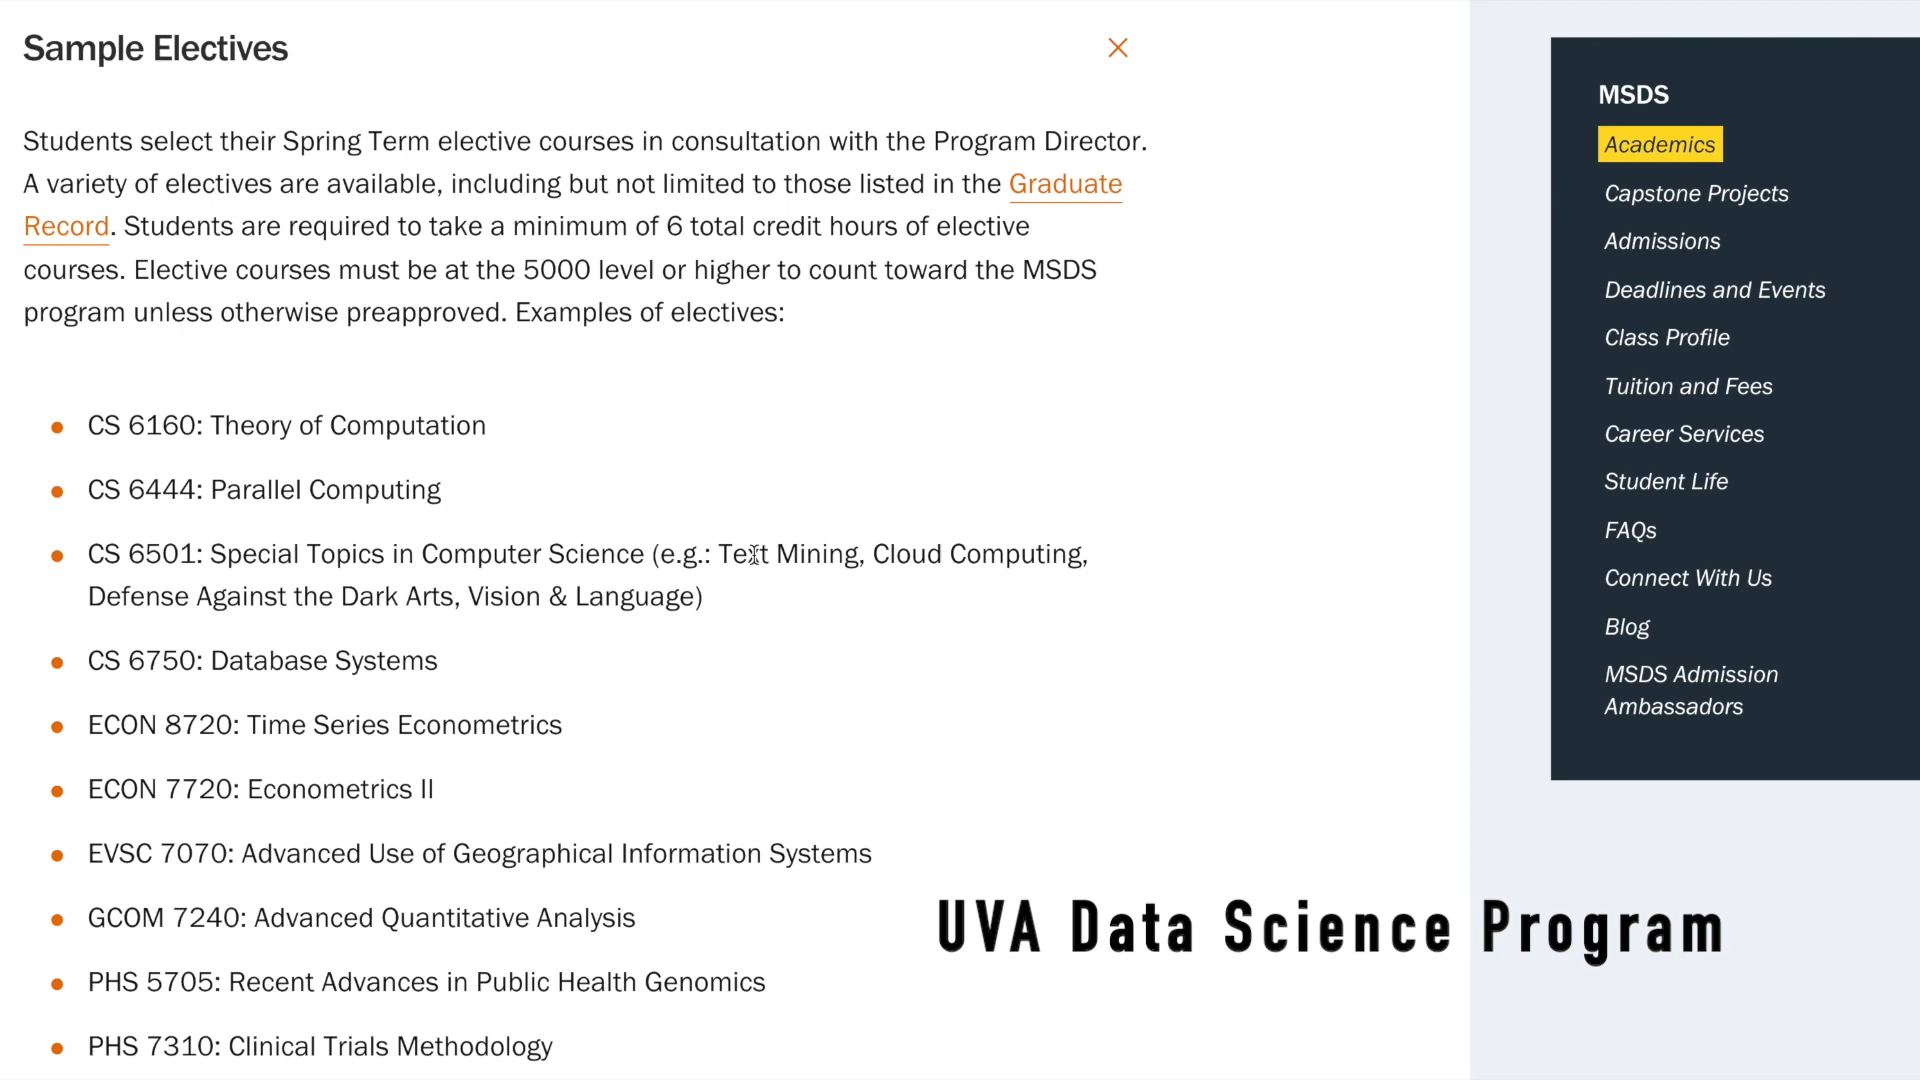 Sample Electives
Students select their Spring Term elective courses in consultation with the Program Director.
A variety of electives are available, including but not limited to those listed in the Graduate
Record. Students are required to take a minimum of 6 total credit hours of elective
courses. Elective courses must be at the 5000 level or higher to count toward the MSDS
program unless otherwise preapproved. Examples of electives:
CS 6160: Theory of Computation
CS 6444: Parallel Computing
CS 6501: Special Topics in Computer Science (e.g.: Text Mining, Cloud Computing,
Defense Against the Dark Arts, Vision & Language)
CS 6750: Database Systems
ECON 8720: Time Series Econometrics
ECON 7720: Econometrics II
EVSC 7070: Advanced Use of Geographical Information Systems
GCOM 7240: Advanced Quantitative Analysis
PHS 5705: Recent Advances in Public Health Genomics
PHS 7310: Clinical Trials Methodology
MSDS
Academics
Capstone Projects
Admissions
Deadlines and Events
Class Profile
Tuition and Fees
Career Services
Student Life
FAQs
Connect With Us
Blog
MSDS Admission
Ambassadors
UVA Data Science Program